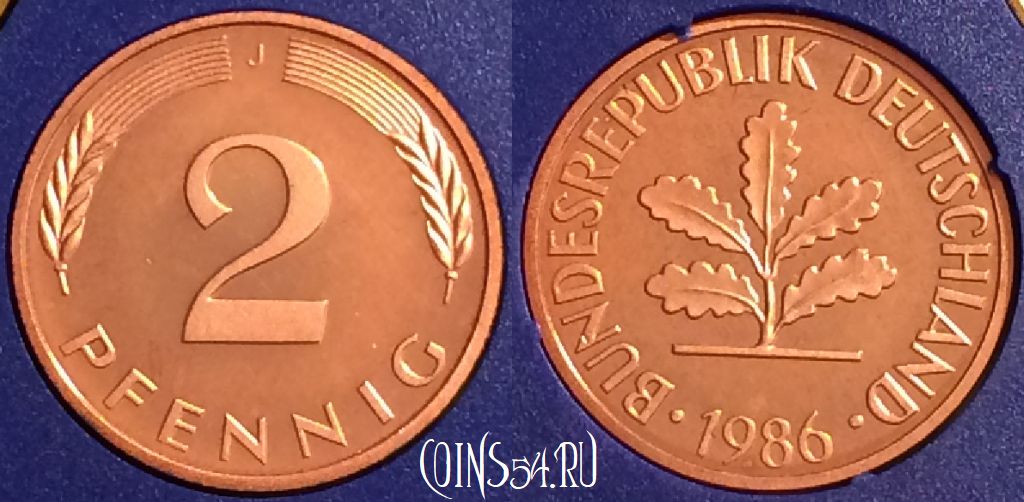 J
2
PFENNIG
BUNDESREPUBLIK DEUTSCHLAND
· 1986 ·
COINS54.RU